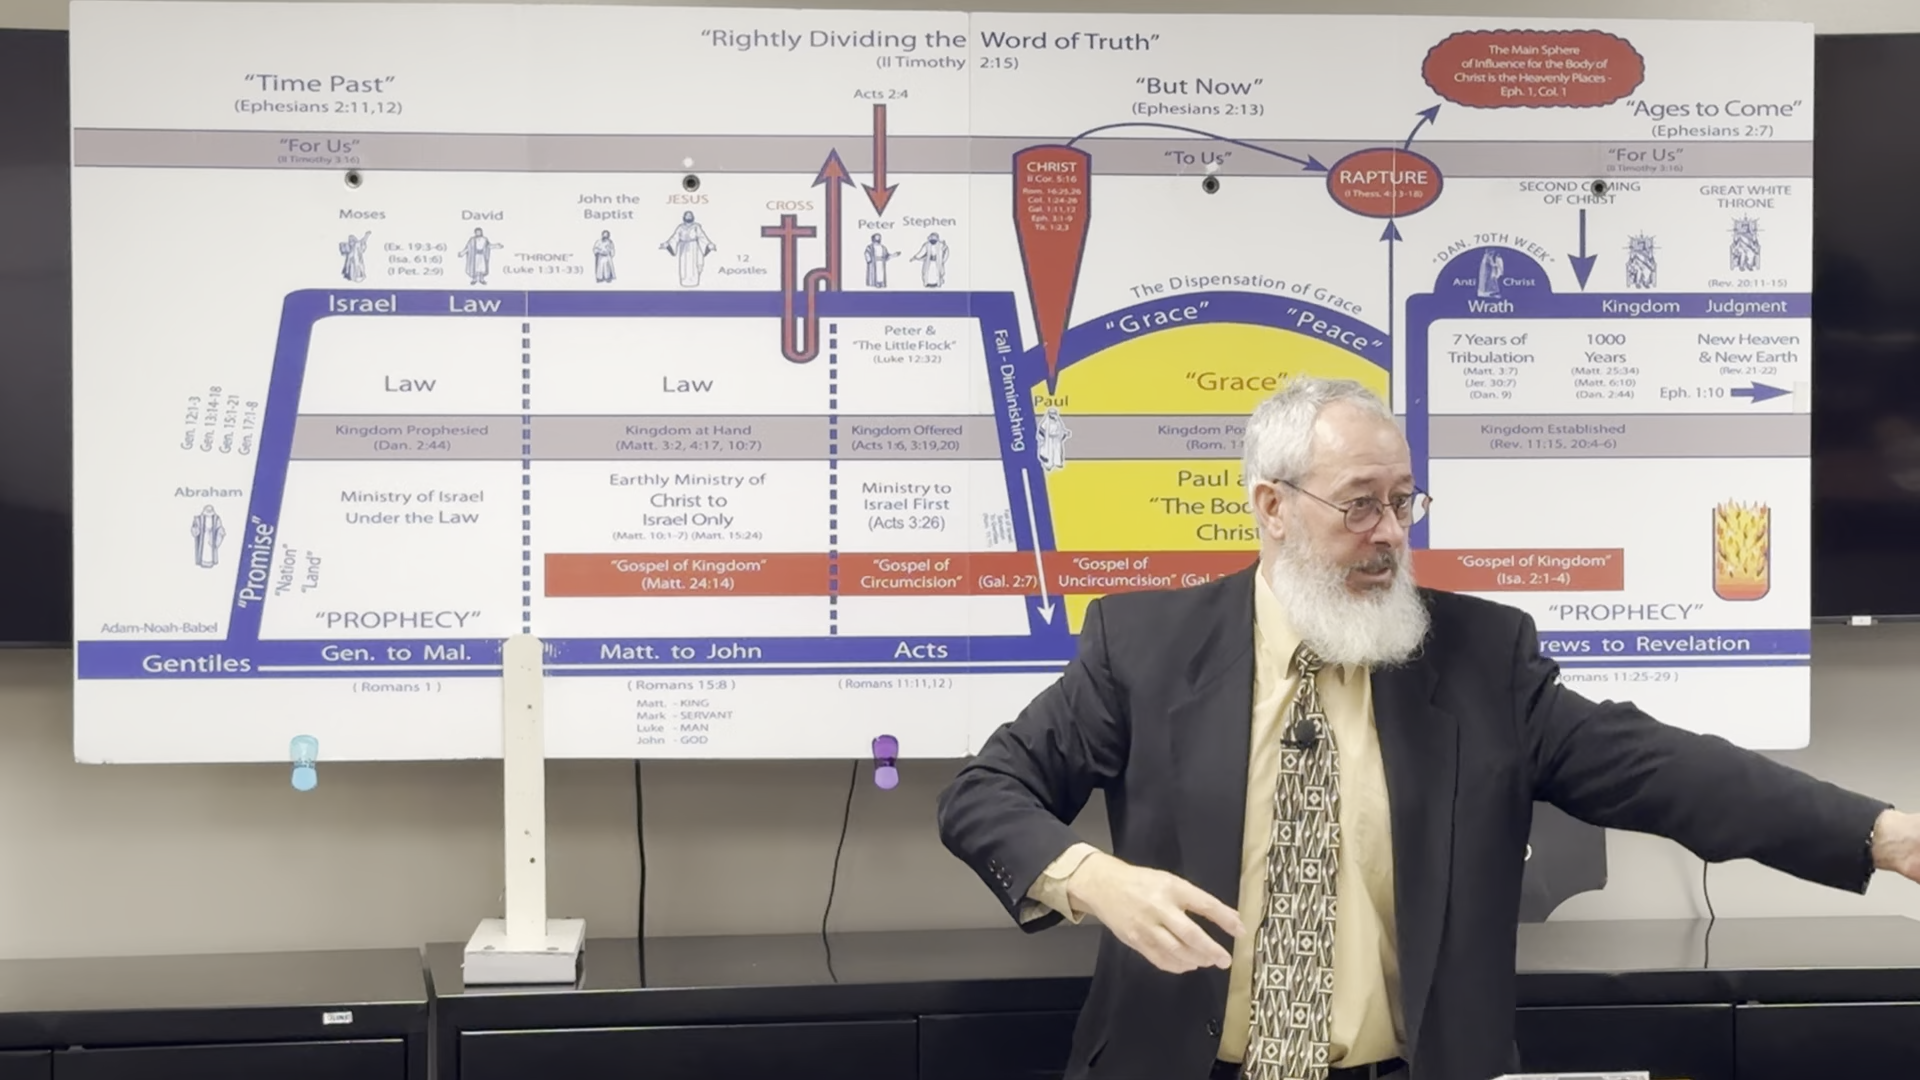 “Rightly Dividing the Word of Truth”
(II Timothy 2:15)
“Time Past”
(Ephesians 2:11,12)
Acts 2:4
“But Now”
(Ephesians 2:13)
The Main Sphere
of Influence for the Body of
Christ is the Heavenly Places -
Eph. 1, Col. 1
“Ages to Come”
(Ephesians 2:7)
“For Us”
(II Timothy 3:16)
“To Us”
“For Us”
(II Timothy 3:16)
CHRIST
II Cor. 5:16
Rom. 16:25,26
Col. 1:24-26
Gal. 1:11,12
Eph. 3:1-9
Tit. 1:2,3
RAPTURE
(I Thess. 4:13-18)
SECOND COMING
OF CHRIST
GREAT WHITE
THRONE
Moses
David
John the
Baptist
JESUS
CROSS
Peter
Stephen
(Ex. 19:3-6)
(Isa. 61:6)
(I Pet. 2:9)
“THRONE”
(Luke 1:31-33)
12
Apostles
“DAN. 70TH WEEK”
Anti Christ
(Rev. 20:11-15)
The Dispensation of Grace
Israel Law
“Grace” “Peace”
Wrath
Kingdom
Judgment
Fall - Diminishing
Law
Law
Peter &
“The Little Flock”
(Luke 12:32)
“Grace”
7 Years of
Tribulation
(Matt. 3:7)
(Jer. 30:7)
(Dan. 9)
1000
Years
(Matt. 25:34)
(Matt. 6:10)
(Dan. 2:44)
New Heaven
& New Earth
(Rev. 21-22)
Eph. 1:10
Gen. 12:1-3
Gen. 13:14-18
Gen. 15:1-21
Gen. 17:1-8
Paul
Kingdom Prophesied
(Dan. 2:44)
Kingdom at Hand
(Matt. 3:2, 4:17, 10:7)
Kingdom Offered
(Acts 1:6, 3:19,20)
Kingdom Pos
(Rom. 11
Kingdom Established
(Rev. 11:15, 20:4-6)
Abraham
Ministry of Israel
Under the Law
Earthly Ministry of
Christ to
Israel Only
(Matt. 10:1-7) (Matt. 15:24)
Ministry to
Israel First
(Acts 3:26)
Paul a
“The Bod
Christ
“Promise”
“Nation”
“Land”
“Gospel of Kingdom”
(Matt. 24:14)
“Gospel of
Circumcision”
(Gal. 2:7)
“Gospel of
Uncircumcision” (Gal.
“Gospel of Kingdom”
(Isa. 2:1-4)
Adam-Noah-Babel
“PROPHECY”
“PROPHECY”
Gentiles
Gen. to Mal.
Matt. to John
Acts
rews to Revelation
( Romans 1 )
( Romans 15:8 )
( Romans 11:11,12 )
omans 11:25-29 )
Matt. - KING
Mark - SERVANT
Luke - MAN
John - GOD